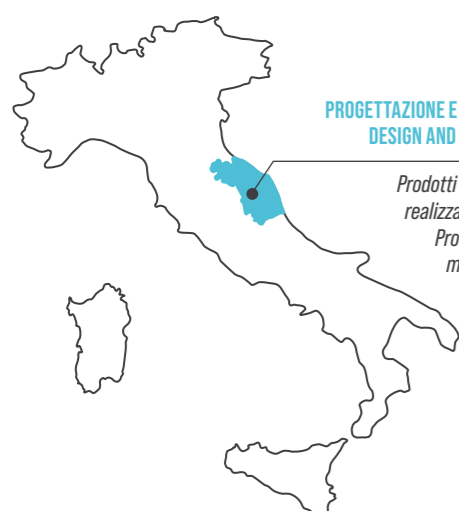 PROGETTAZIONE E
DESIGN AND
Prodotti
realizza
Pro
m